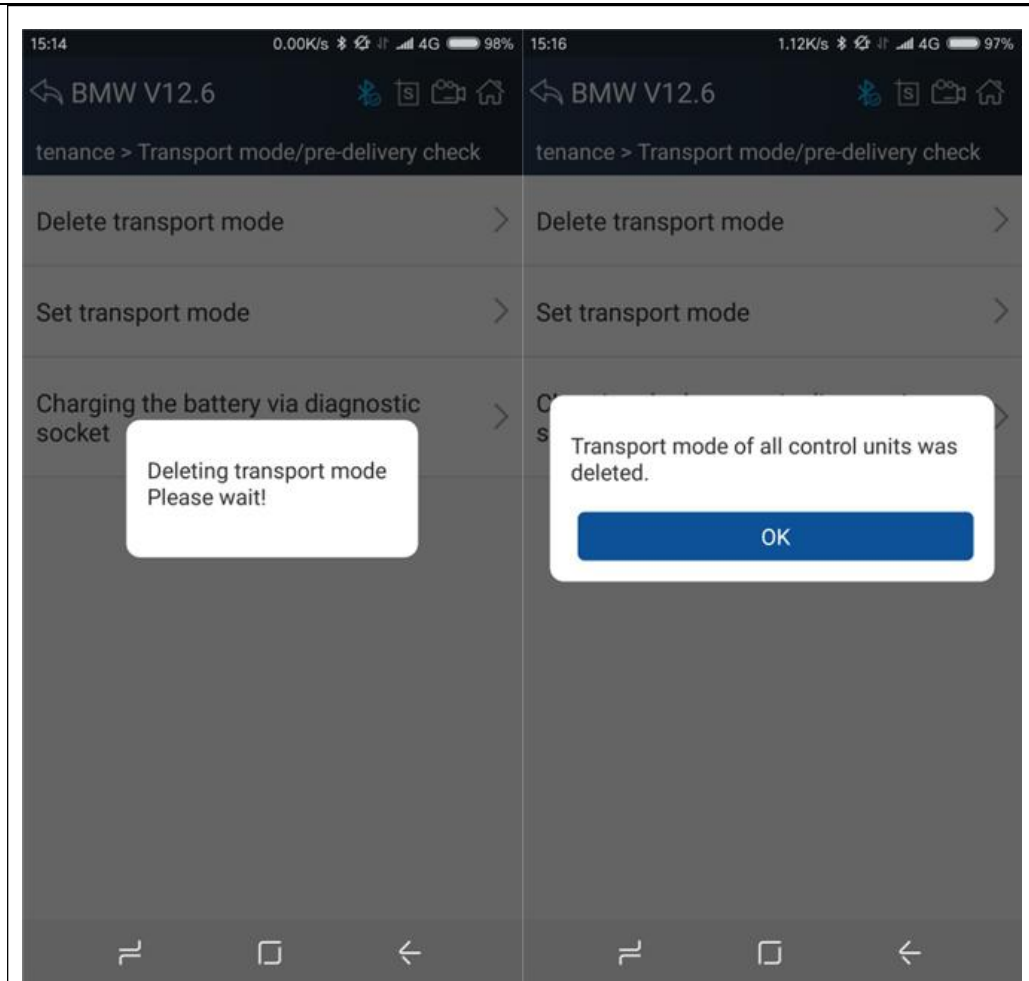 15:14 0.00K/s 4G 98%
BMW V12.6
S
tenance > Transport mode/pre-delivery check
Delete transport mode
Set transport mode
Charging the battery via diagnostic
socket
Deleting transport mode
Please wait!
15:16 1.12K/s 4G 97%
BMW V12.6
S
tenance > Transport mode/pre-delivery check
Delete transport mode
Set transport mode
Transport mode of all control units was
deleted.
OK